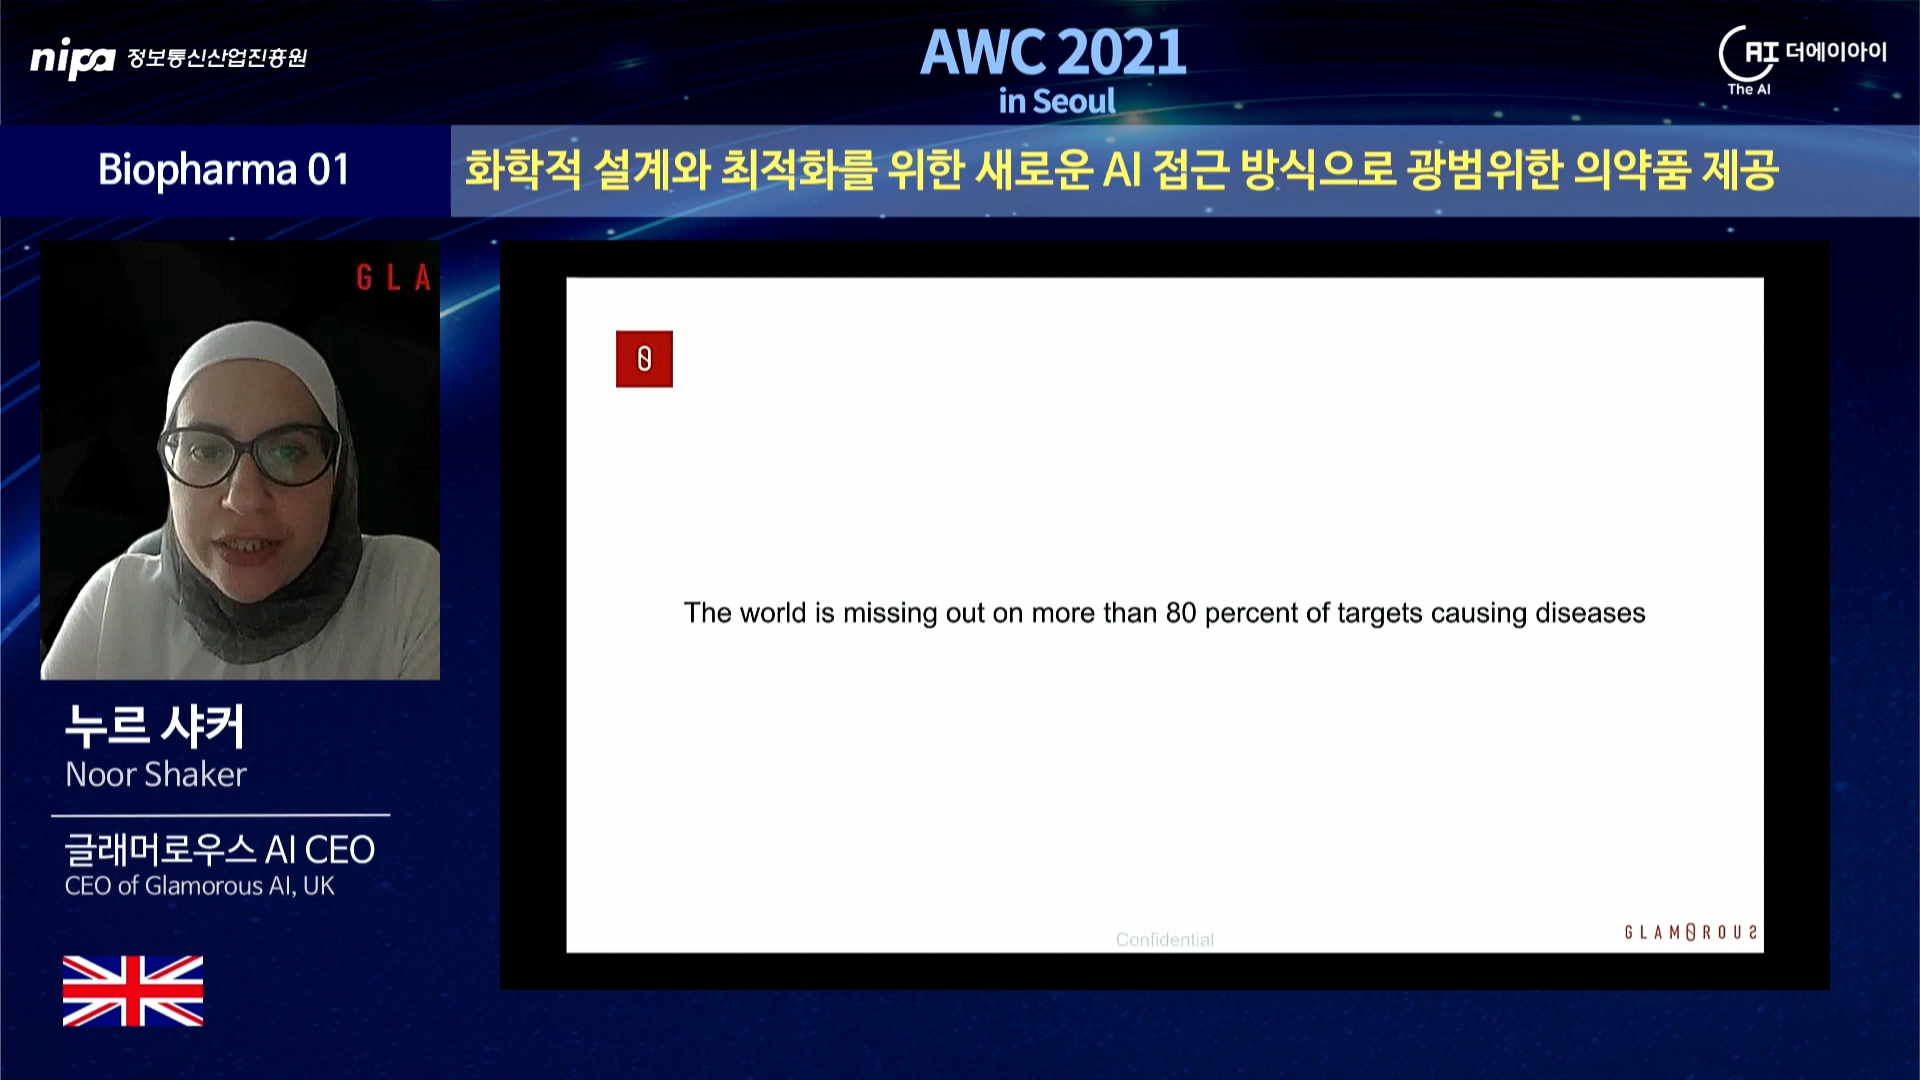 nipa 정보통신산업진흥원
AWC 2021
in Seoul
AI 더에이아이
The AI
Biopharma 01
화학적 설계와 최적화를 위한 새로운 AI 접근 방식으로 광범위한 의약품 제공
GLA
The world is missing out on more than 80 percent of targets causing diseases
Confidential
GLAMOROUS
누르 샤커
Noor Shaker
글래머로우스 AI CEO
CEO of Glamorous AI, UK